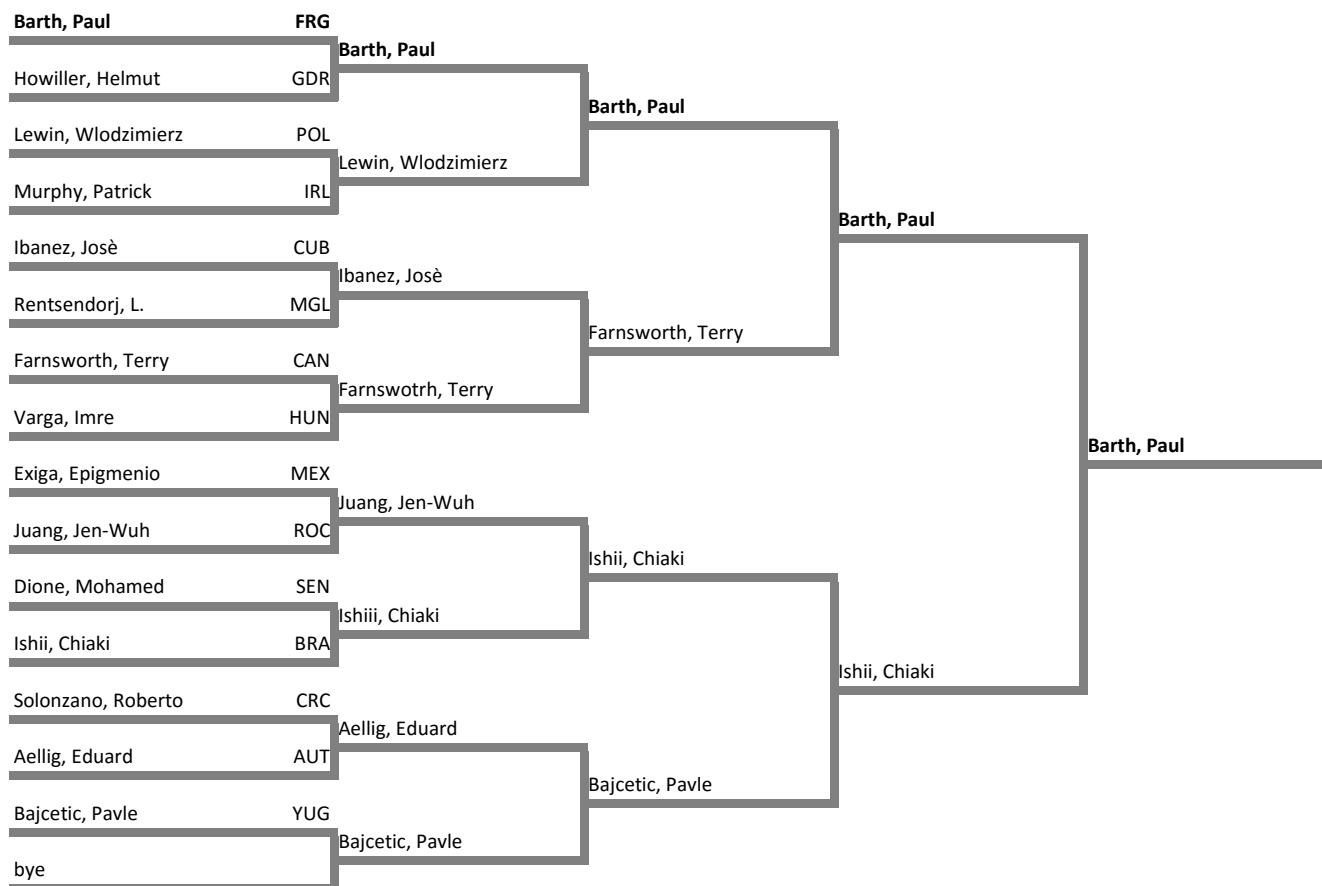 Barth, Paul FRG
Barth, Paul
Howiller, Helmut GDR
Barth, Paul
Lewin, Wlodzimierz POL
Lewin, Wlodzimierz
Murphy, Patrick IRL
Barth, Paul
Ibanez, Josè CUB
Ibanez, Josè
Rentsendorj, L. MGL
Farnsworth, Terry
Farnsworth, Terry CAN
Farnswotrh, Terry
Varga, Imre HUN
Barth, Paul
Exiga, Epigmenio MEX
Juang, Jen-Wuh
Juang, Jen-Wuh ROC
Ishii, Chiaki
Dione, Mohamed SEN
Ishiii, Chiaki
Ishii, Chiaki BRA
Ishii, Chiaki
Solonzano, Roberto CRC
Aellig, Eduard
Aellig, Eduard AUT
Bajcetic, Pavle
Bajcetic, Pavle YUG
Bajcetic, Pavle
bye